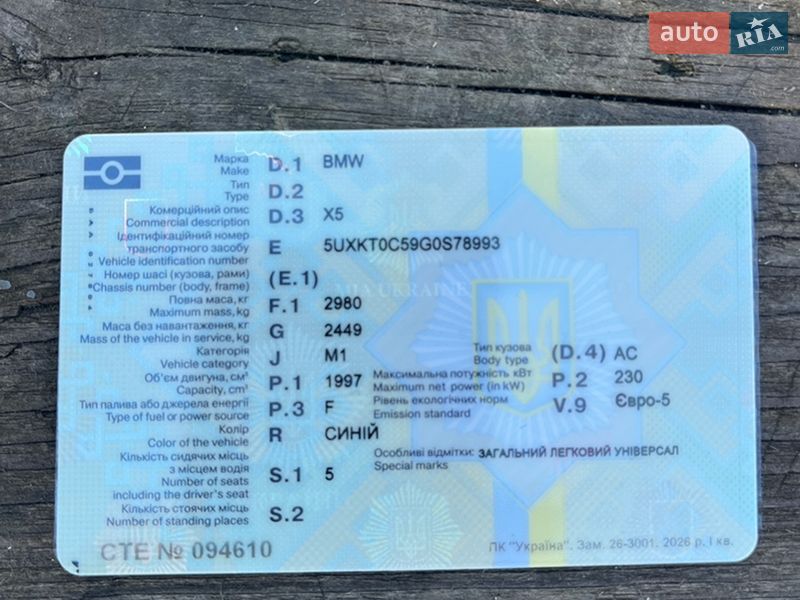 auto RIA .com
Марка D.1 BMW
Make
Тип D.2
Type
Комерційний опис D.3 X5
Commercial description
Ідентифікаційний номер
транспортного засобу E 5UXKT0C59G0S78993
Vehicle identification number
Номер шасі (кузова, рами) (E.1)
Chassis number (body, frame)
MIA UKRAINE
Повна маса, кг F.1 2980
Maximum mass, kg
Маса без навантаження, кг G 2449
Mass of the vehicle in service, kg
Категорія J M1
Vehicle category
Тип кузова (D.4) AC
Body type
Об'єм двигуна, см³ P.1 1997
Capacity, cm³
Максимальна потужність кВт P.2 230
Maximum net power (in kW)
Тип палива або джерела енергії P.3 F
Type of fuel or power source
Рівень екологічних норм V.9 Євро-5
Emission standard
Колір R СИНІЙ
Color of the vehicle
Особливі відмітки: ЗАГАЛЬНИЙ ЛЕГКОВИЙ УНІВЕРСАЛ
Special marks
Кількість сидячих місць
з місцем водія S.1 5
Number of seats
including the driver's seat
Кількість стоячих місць S.2
Number of standing places
СТЕ № 094610
ПК "Україна". Зам. 26-3001. 2026 р. I кв.